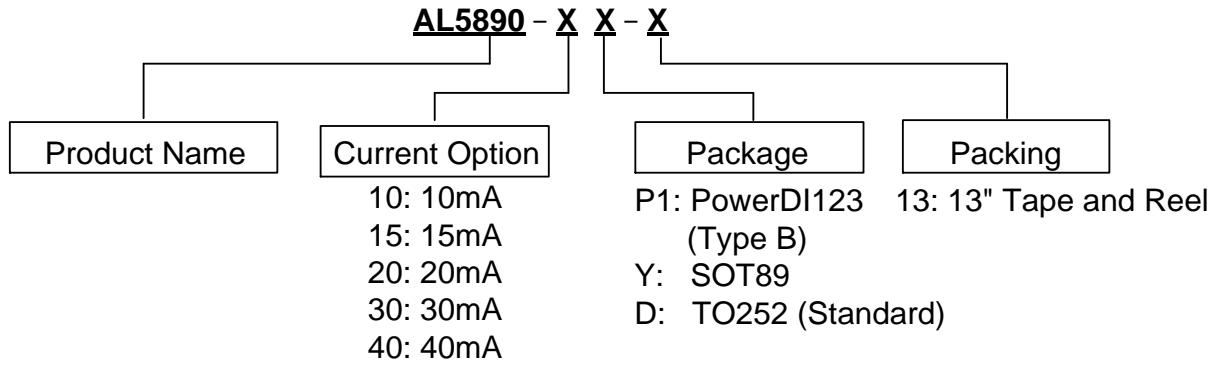 AL5890 – X X – X
Product Name
Current Option
Package
Packing
10: 10mA
15: 15mA
20: 20mA
30: 30mA
40: 40mA
P1: PowerDI123
(Type B)
Y: SOT89
D: TO252 (Standard)
13: 13" Tape and Reel